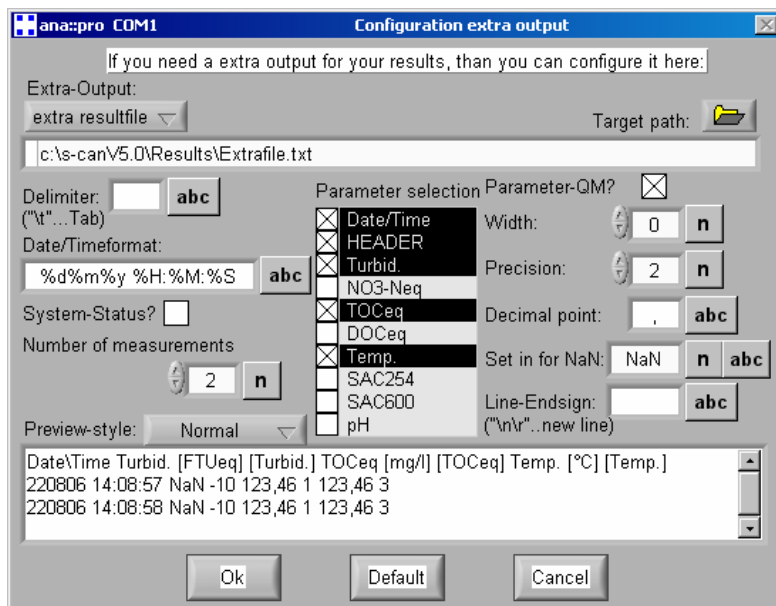 ana::pro COM1 Configuration extra output
If you need a extra output for your results, than you can configure it here:
Extra-Output:
extra resultfile
Target path:
c:\s-canV5.0\Results\Extrafile.txt
Delimiter: abc
("\t"...Tab)
Date/Timeformat:
%d%m%y %H:%M:%S abc
System-Status?
Number of measurements
2 n
Preview-style: Normal
Parameter selection
Date/Time
HEADER
Turbid.
NO3-Neq
TOCeq
DOCeq
Temp.
SAC254
SAC600
pH
Parameter-QM?
Width: 0 n
Precision: 2 n
Decimal point: , abc
Set in for NaN: NaN n abc
Line-Endsign: abc
("\n\r"..new line)
Date\Time Turbid. [FTUeq] [Turbid.] TOCeq [mg/l] [TOCeq] Temp. [°C] [Temp.]
220806 14:08:57 NaN -10 123,46 1 123,46 3
220806 14:08:58 NaN -10 123,46 1 123,46 3
Ok Default Cancel